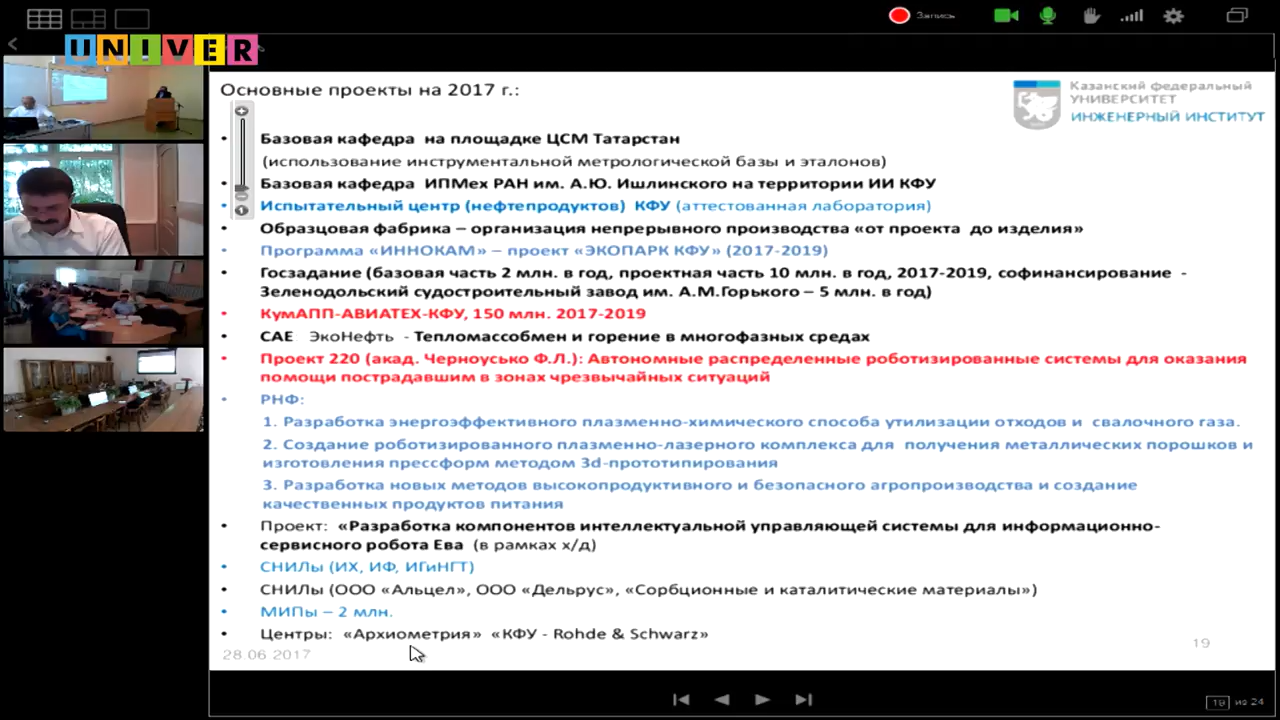 Запись
UNIVER
Основные проекты на 2017 г.:
Казанский федеральный
УНИВЕРСИТЕТ
ИНЖЕНЕРНЫЙ ИНСТИТУТ
• Базовая кафедра на площадке ЦСМ Татарстан
(использование инструментальной метрологической базы и эталонов)
• Базовая кафедра ИПМех РАН им. А.Ю. Ишлинского на территории ИИ КФУ
• Испытательный центр (нефтепродуктов) КФУ (аттестованная лаборатория)
• Образцовая фабрика – организация непрерывного производства «от проекта до изделия»
• Программа «ИННОКАМ» – проект «ЭКОПАРК КФУ» (2017-2019)
• Госзадание (базовая часть 2 млн. в год, проектная часть 10 млн. в год, 2017-2019, софинансирование -
Зеленодольский судостроительный завод им. А.М.Горького – 5 млн. в год)
• КумАПП-АВИАТЕХ-КФУ, 150 млн. 2017-2019
• САЕ ЭкоНефть - Тепломассобмен и горение в многофазных средах
• Проект 220 (акад. Черноусько Ф.Л.): Автономные распределенные роботизированные системы для оказания
помощи пострадавшим в зонах чрезвычайных ситуаций
• РНФ:
1. Разработка энергоэффективного плазменно-химического способа утилизации отходов и свалочного газа.
2. Создание роботизированного плазменно-лазерного комплекса для получения металлических порошков и
изготовления прессформ методом 3d-прототипирования
3. Разработка новых методов высокопродуктивного и безопасного агропроизводства и создание
качественных продуктов питания
• Проект: «Разработка компонентов интеллектуальной управляющей системы для информационно-
сервисного робота Ева (в рамках х/д)
• СНИЛы (ИХ, ИФ, ИГиНГТ)
• СНИЛы (ООО «Альцел», ООО «Дельрус», «Сорбционные и каталитические материалы»)
• МИПы – 2 млн.
• Центры: «Архиометрия» «КФУ - Rohde & Schwarz»
28.06 2017
19
19 из 24